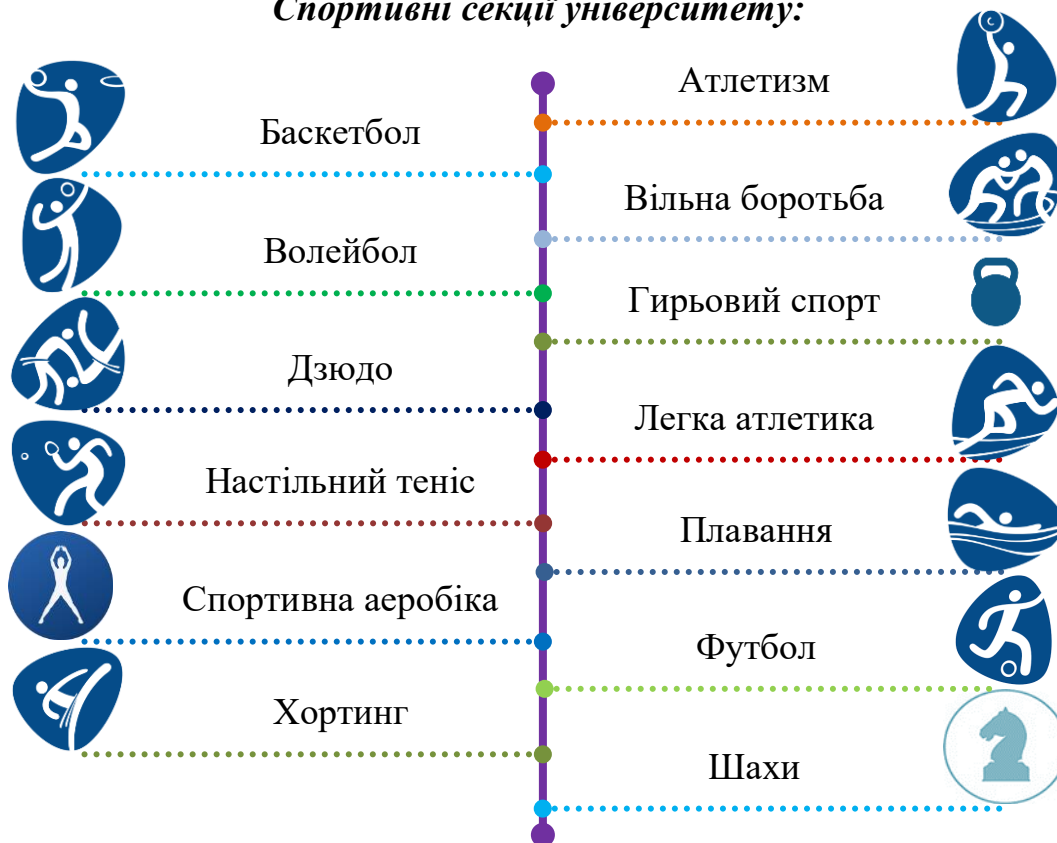 Спортивні секції університету:
Атлетизм
Баскетбол
Вільна боротьба
Волейбол
Гирьовий спорт
Дзюдо
Легка атлетика
Настільний теніс
Плавання
Спортивна аеробіка
Футбол
Хортинг
Шахи